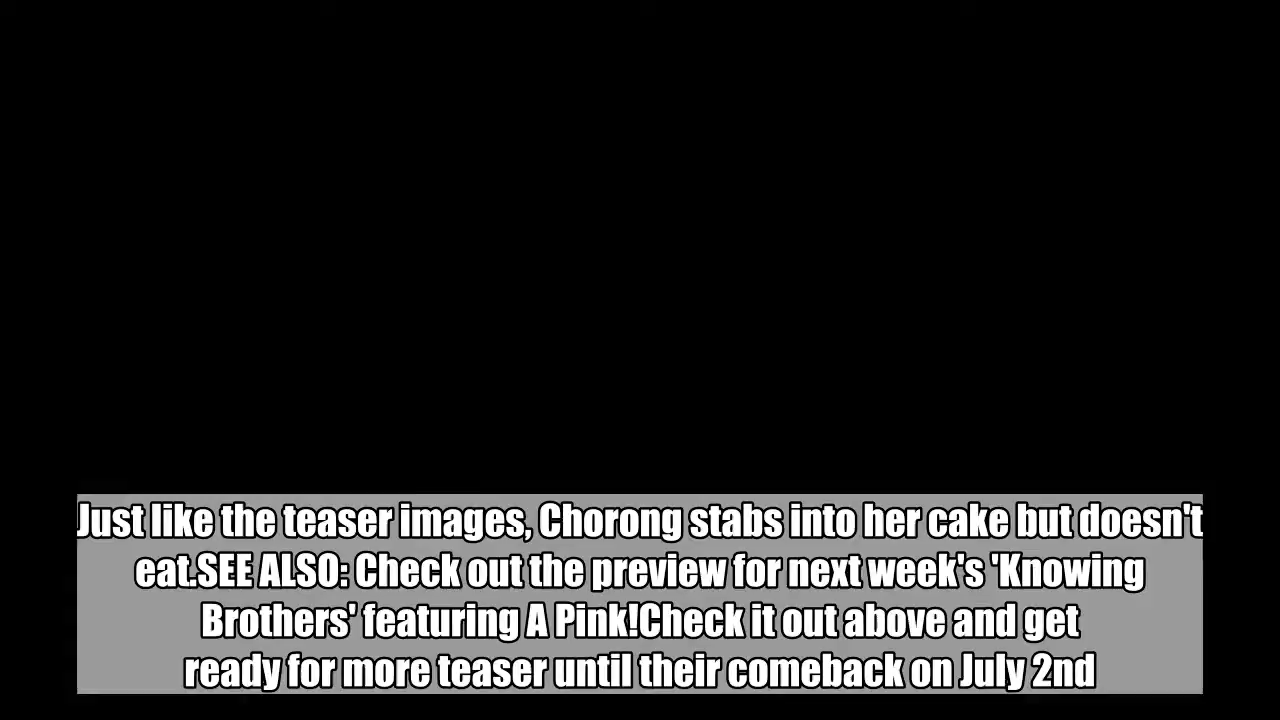 Just like the teaser images, Chorong stabs into her cake but doesn't
eat.SEE ALSO: Check out the preview for next week's 'Knowing
Brothers' featuring A Pink!Check it out above and get
ready for more teaser until their comeback on July 2nd